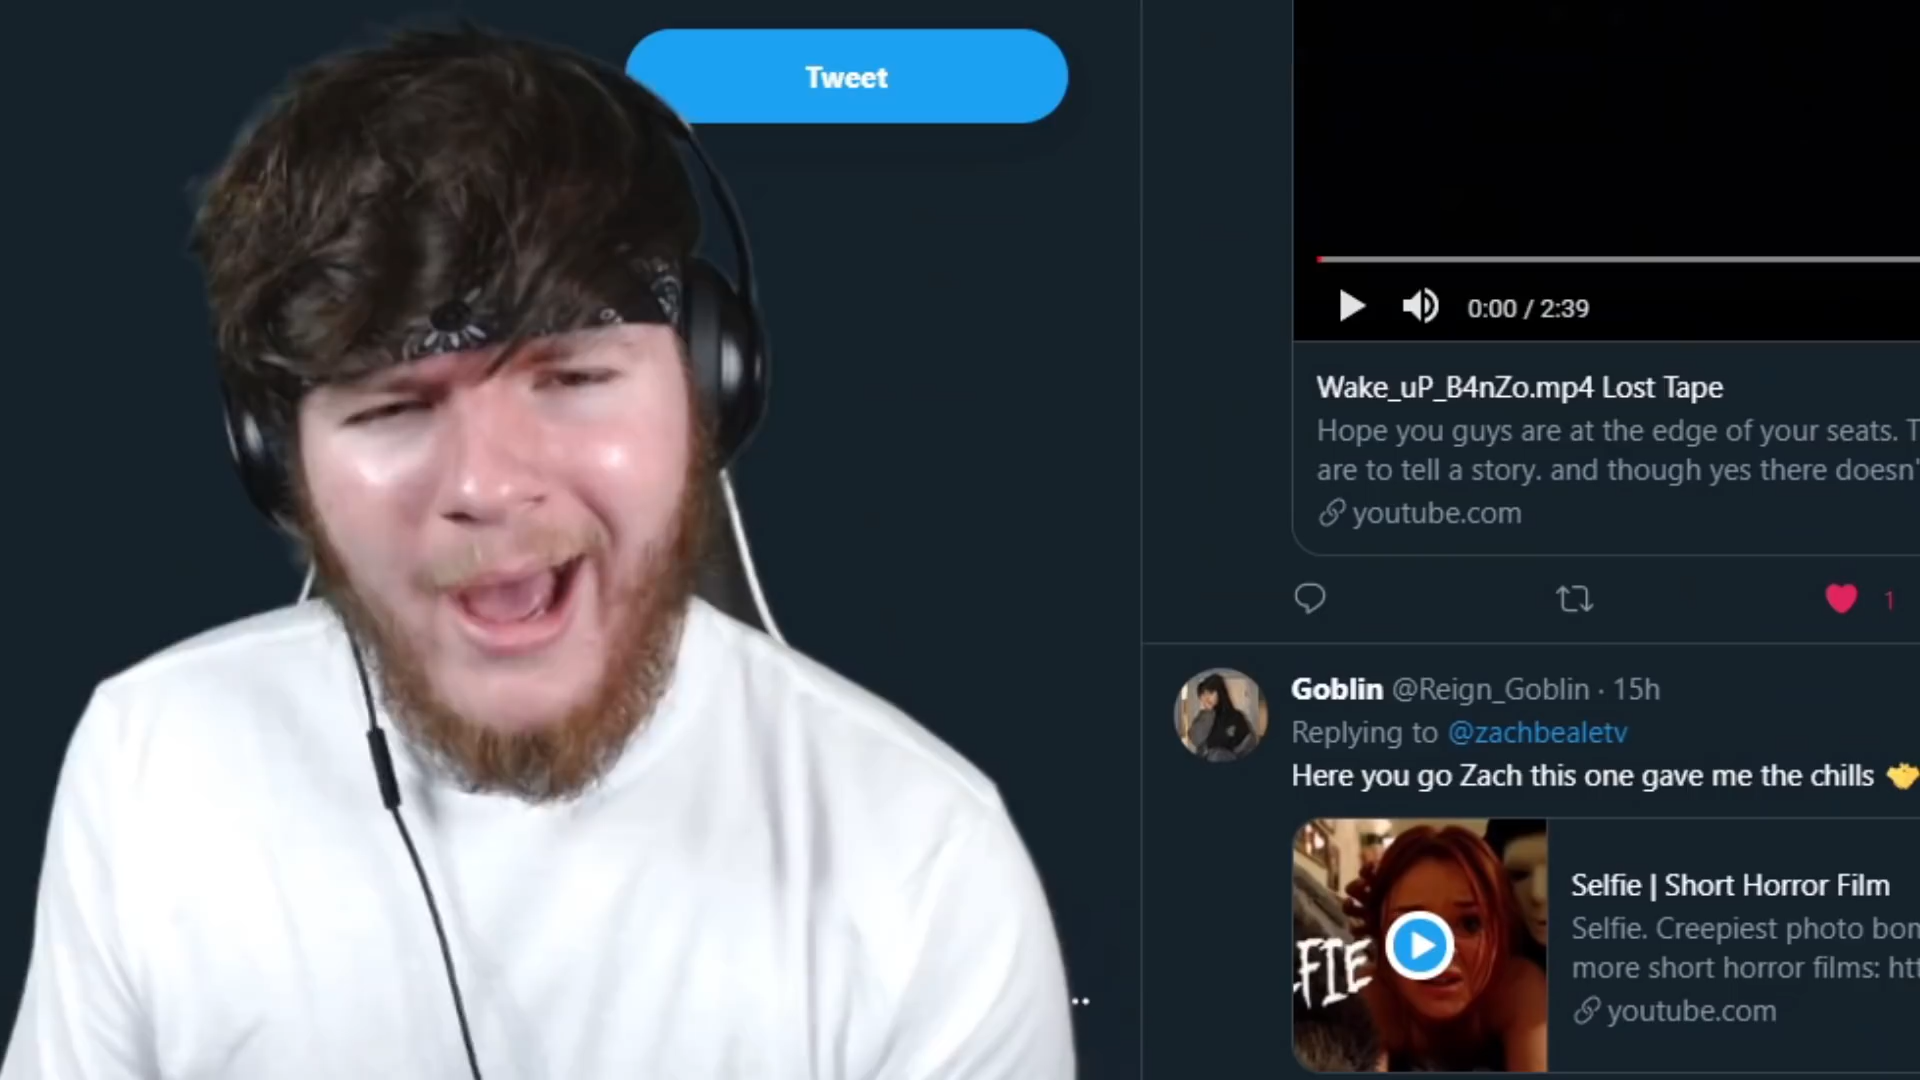 Tweet
0:00 / 2:39
Wake_uP_B4nZo.mp4 Lost Tape
Hope you guys are at the edge of your seats. T
are to tell a story. and though yes there doesn'
youtube.com
1
Goblin @Reign_Goblin · 15h
Replying to @zachbealetv
Here you go Zach this one gave me the chills
FIE
Selfie | Short Horror Film
Selfie. Creepiest photo bon
more short horror films: htt
youtube.com